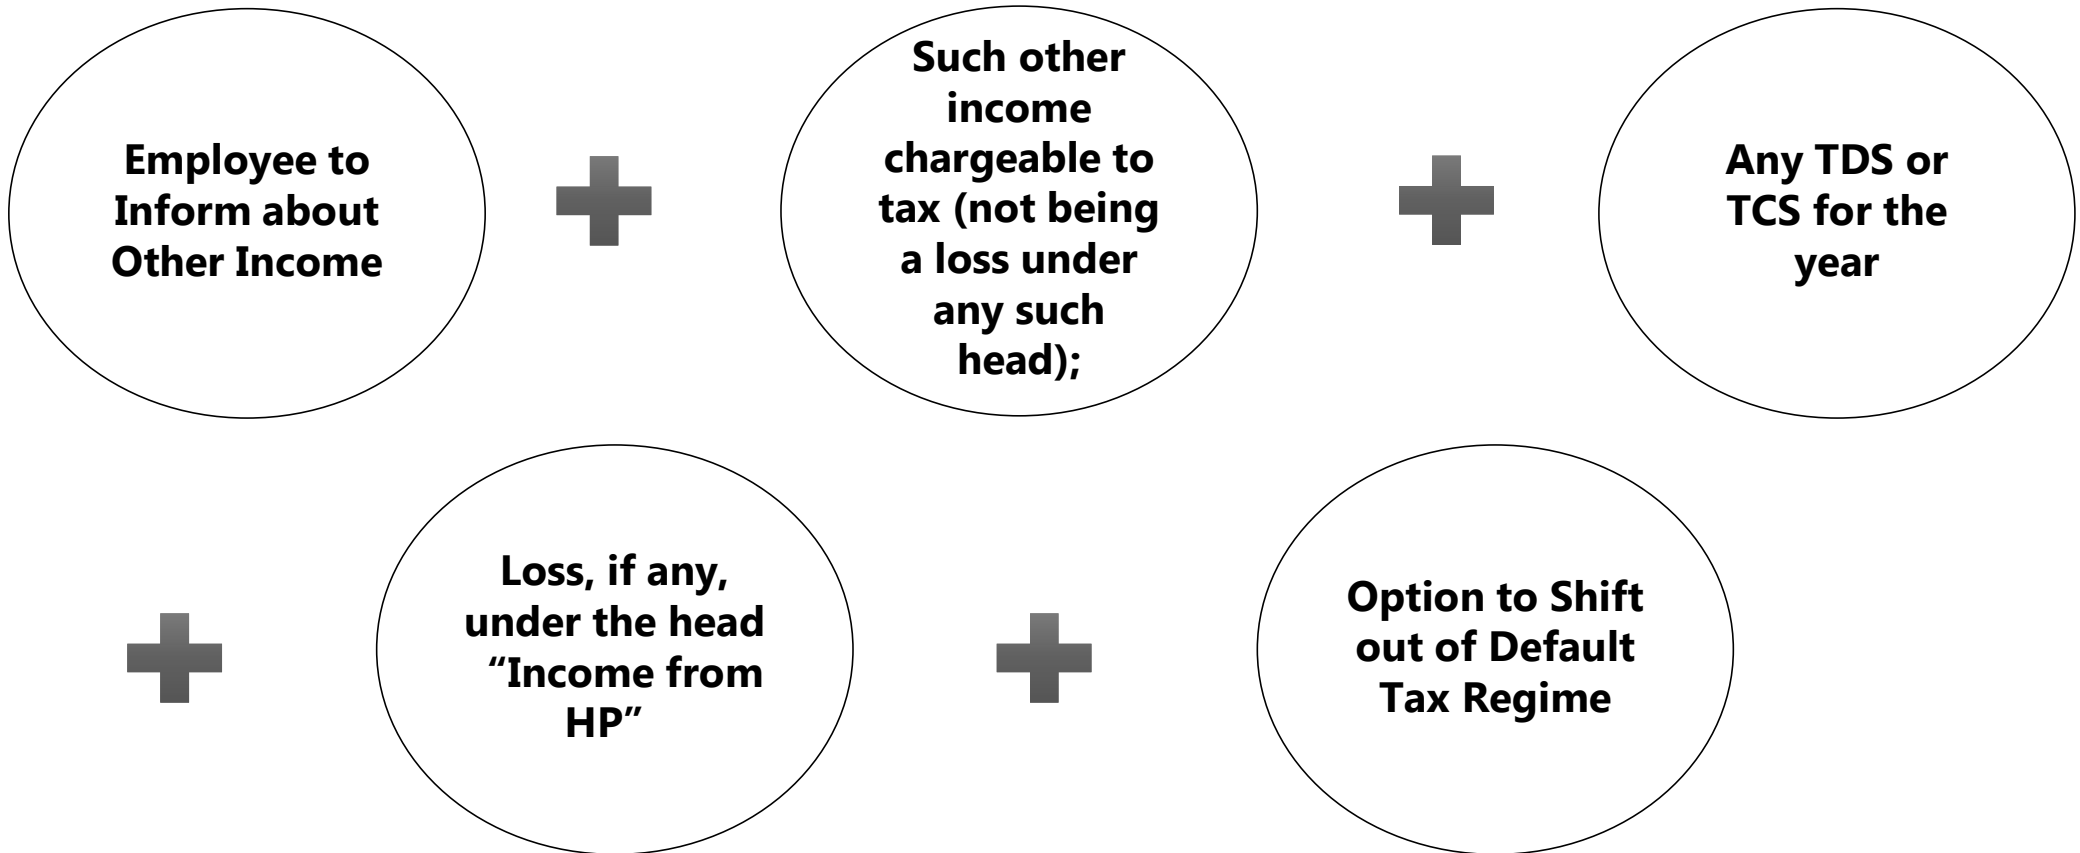 Employee to
Inform about
Other Income
Such other
income
chargeable to
tax (not being
a loss under
any such
head);
Any TDS or
TCS for the
year
Loss, if any,
under the head
“Income from
HP”
Option to Shift
out of Default
Tax Regime